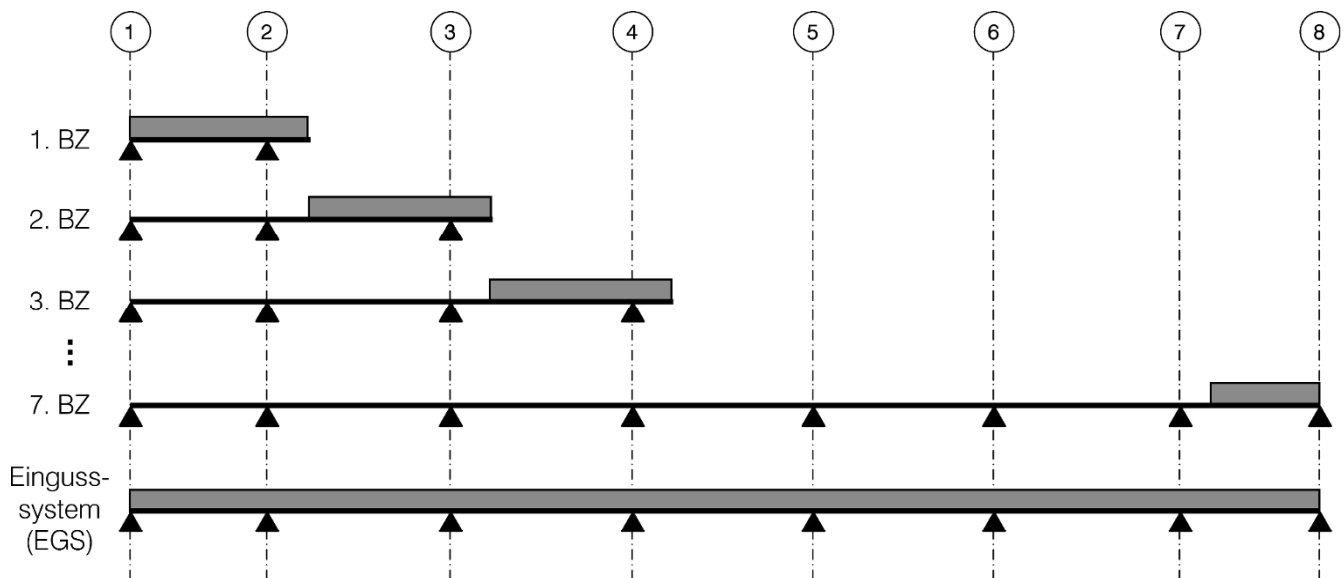 1 2 3 4 5 6 7 8
1. BZ
2. BZ
3. BZ
⋮
7. BZ
Einguss-
system
(EGS)